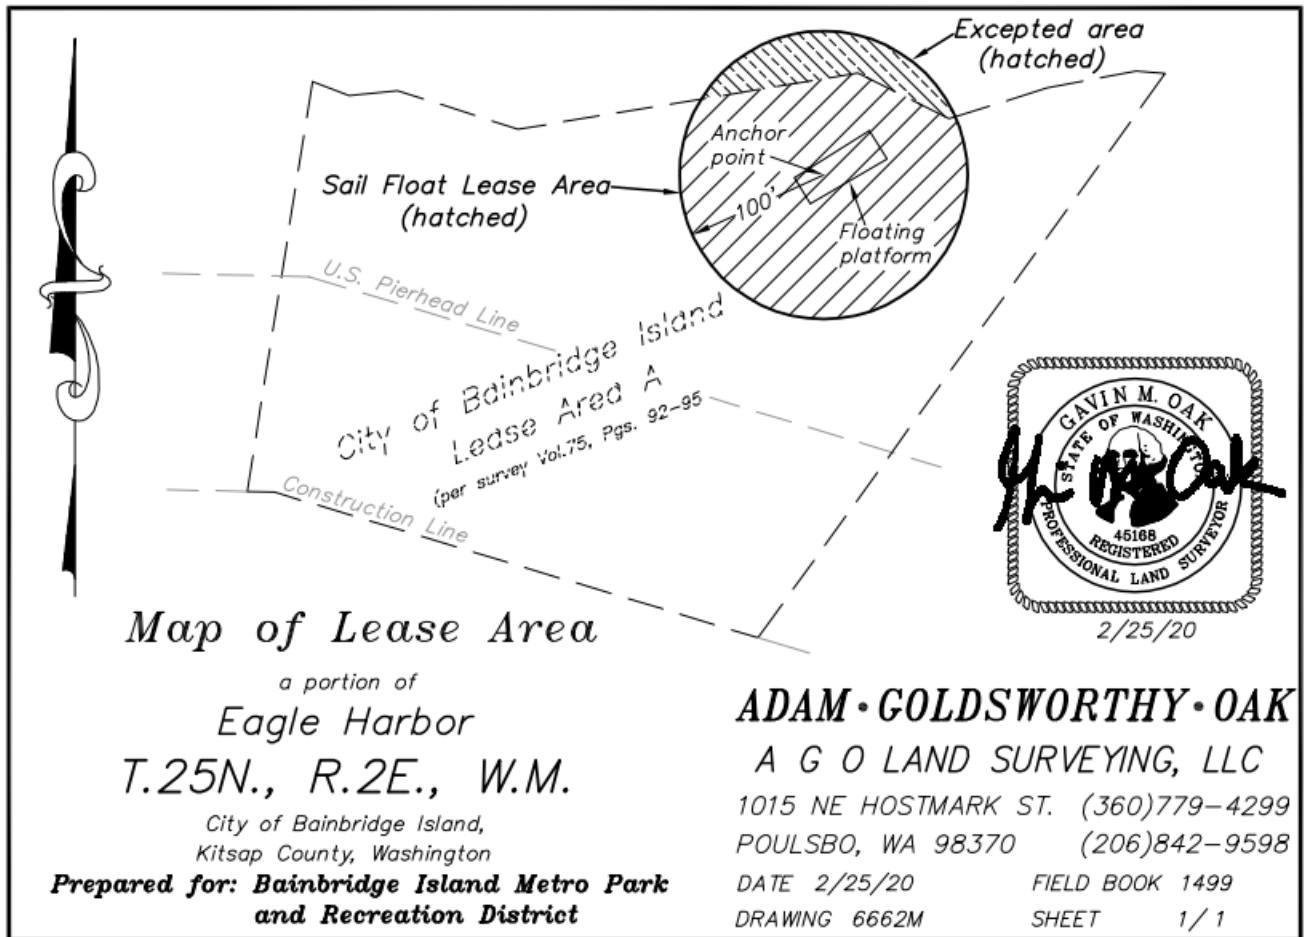 Excepted area
(hatched)
Anchor
point
Sail Float Lease Area
(hatched)
100'
Floating
platform
U.S. Pierhead Line
City of Bainbridge Island
Lease Area A
(per survey Vol.75, Pgs. 92-95
Construction Line
GAVIN M. OAK
STATE OF WASHINGTON
45168
REGISTERED
PROFESSIONAL LAND SURVEYOR
2/25/20
Map of Lease Area
a portion of
Eagle Harbor
T.25N., R.2E., W.M.
City of Bainbridge Island,
Kitsap County, Washington
Prepared for: Bainbridge Island Metro Park
and Recreation District
ADAM•GOLDSWORTHY•OAK
A G O LAND SURVEYING, LLC
1015 NE HOSTMARK ST. (360)779-4299
POULSBO, WA 98370 (206)842-9598
DATE 2/25/20 FIELD BOOK 1499
DRAWING 6662M SHEET 1/1